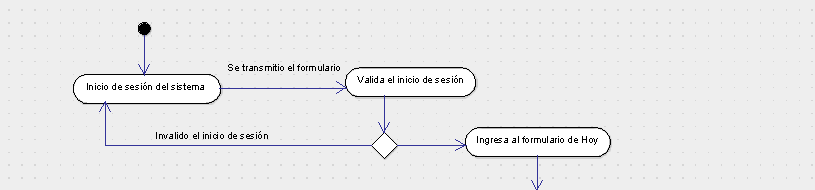 Se transmitio el formulario
Inicio de sesión del sistema
Valida el inicio de sesión
Invalido el inicio de sesión
Ingresa al formulario de Hoy